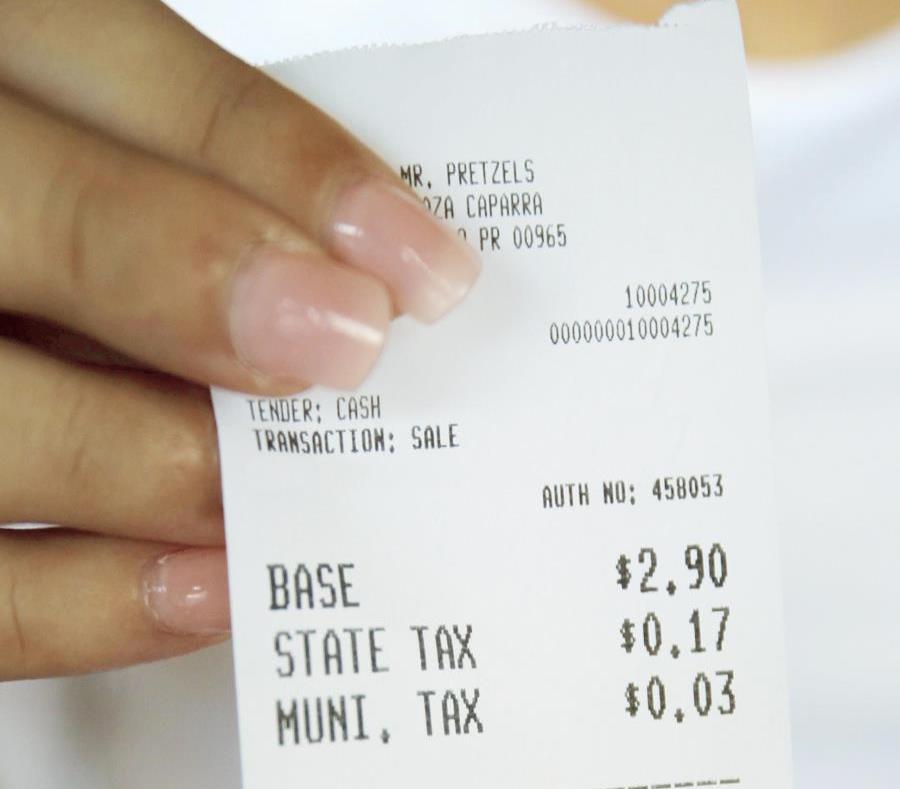 MR. PRETZELS
CAPARRA
PR 00965
10004275
000000010004275
TENDER: CASH
TRANSACTION: SALE
AUTH NO: 458053
BASE $2.90
STATE TAX $0.17
MUNI. TAX $0.03